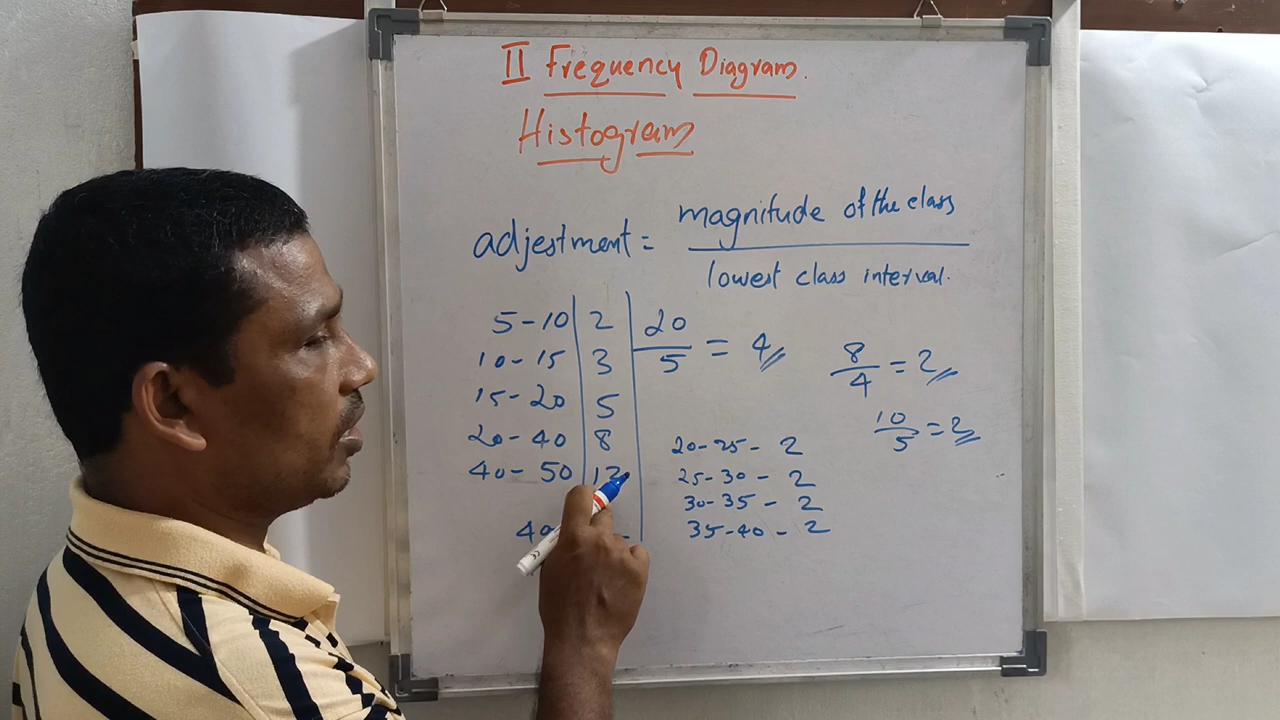 II Frequency Diagram.
Histogram
adjestment = magnitude of the class
lowest class interval.
5-10 2
10-15 3
15-20 5
20-40 8
40-50 12
40
20/5 = 4
8/4 = 2
10/5 = 2
20-25 - 2
25-30 - 2
30-35 - 2
35-40 - 2